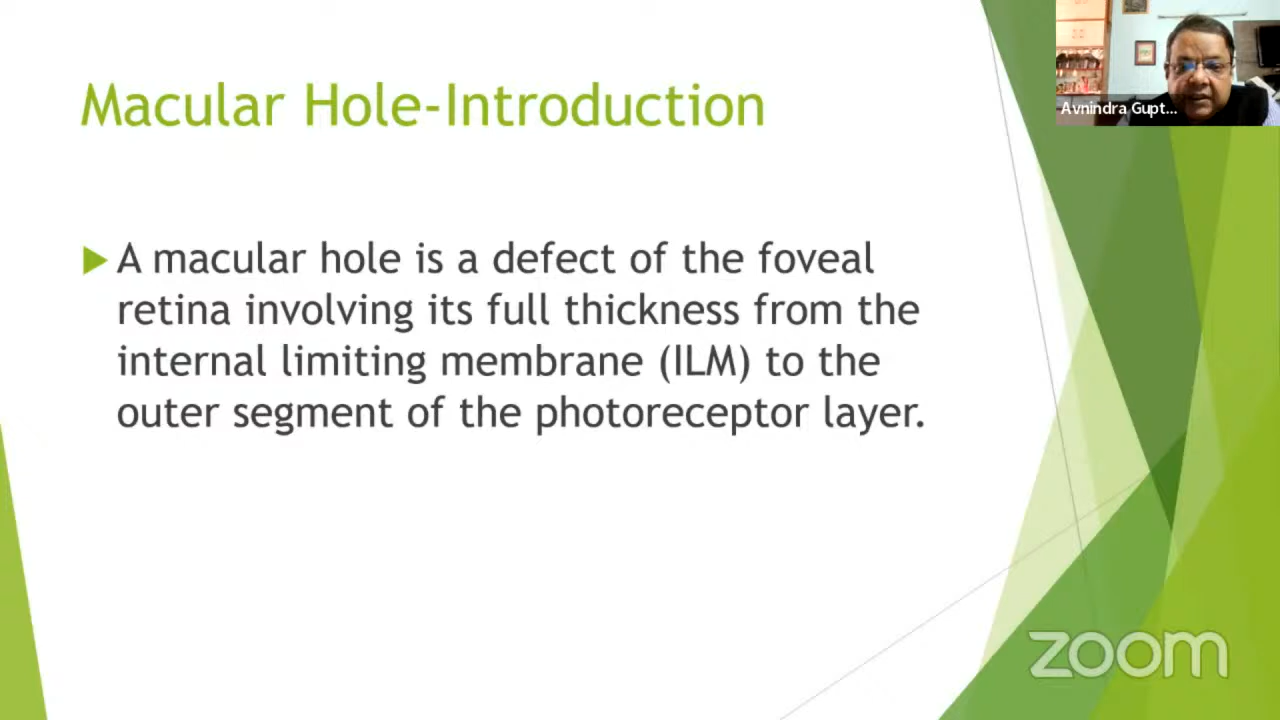 Macular Hole-Introduction
Avnindra Gupt...
A macular hole is a defect of the foveal
retina involving its full thickness from the
internal limiting membrane (ILM) to the
outer segment of the photoreceptor layer.
zoom